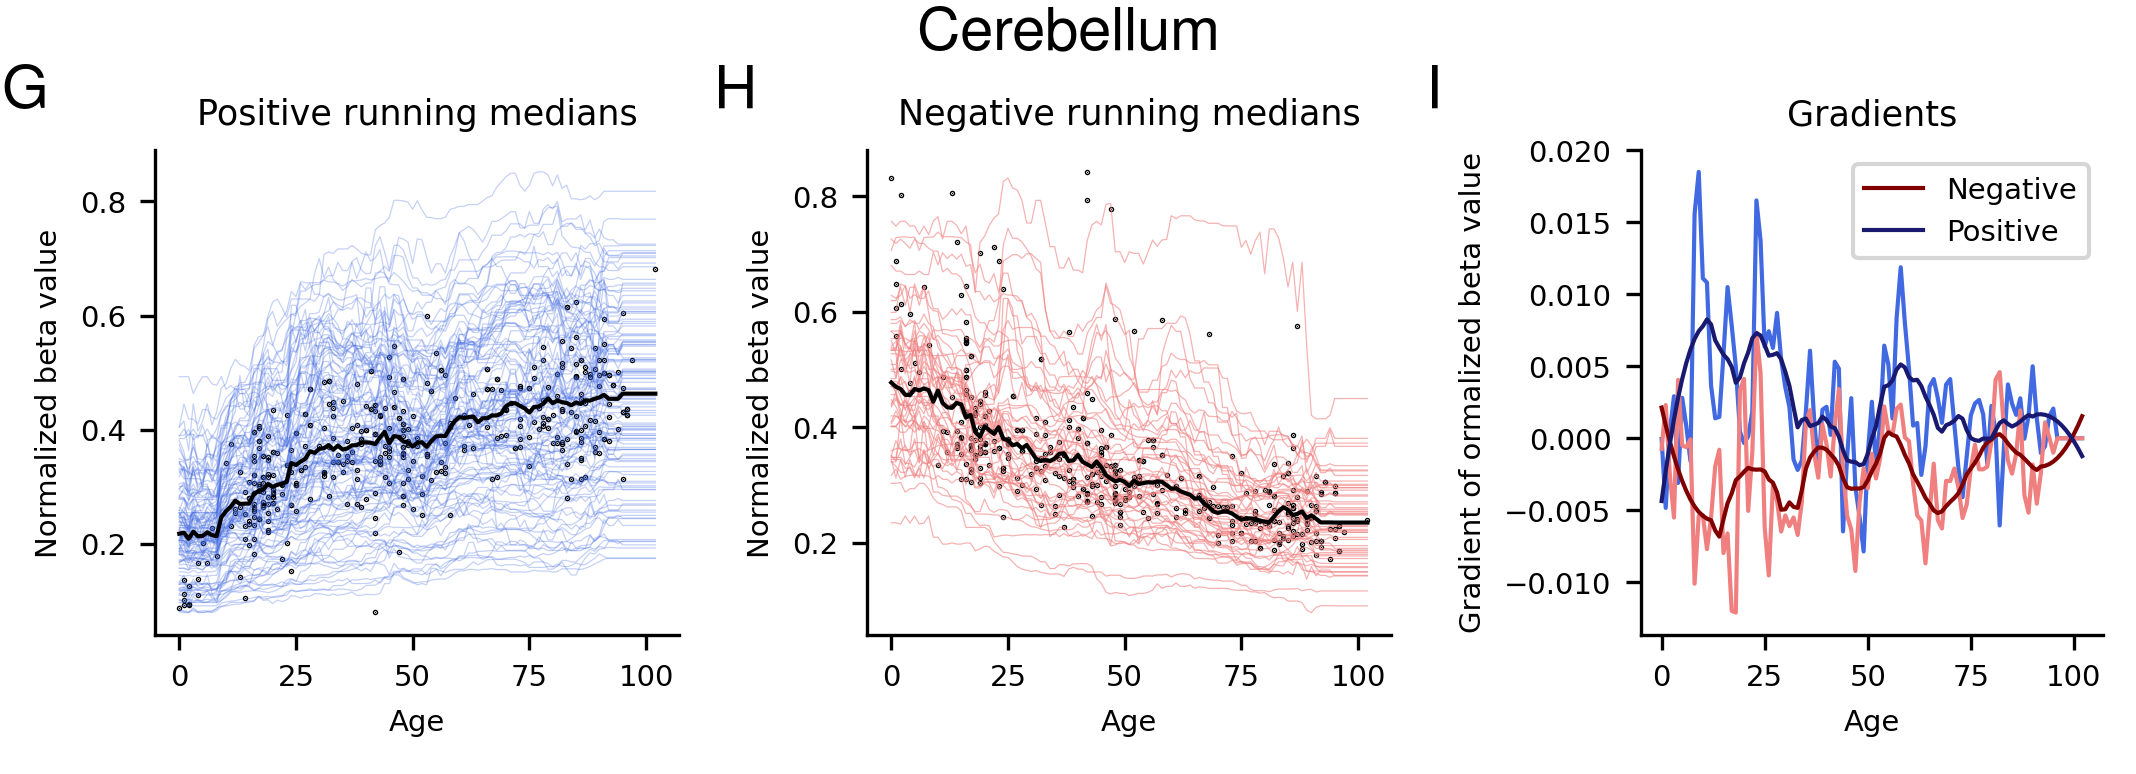 Cerebellum
G
Positive running medians
Normalized beta value
0.8
0.6
0.4
0.2
0 25 50 75 100
Age
H
Negative running medians
Normalized beta value
0.8
0.6
0.4
0.2
0 25 50 75 100
Age
I
Gradients
Gradient of ormalized beta value
0.020
0.015
0.010
0.005
0.000
−0.005
−0.010
Negative
Positive
0 25 50 75 100
Age